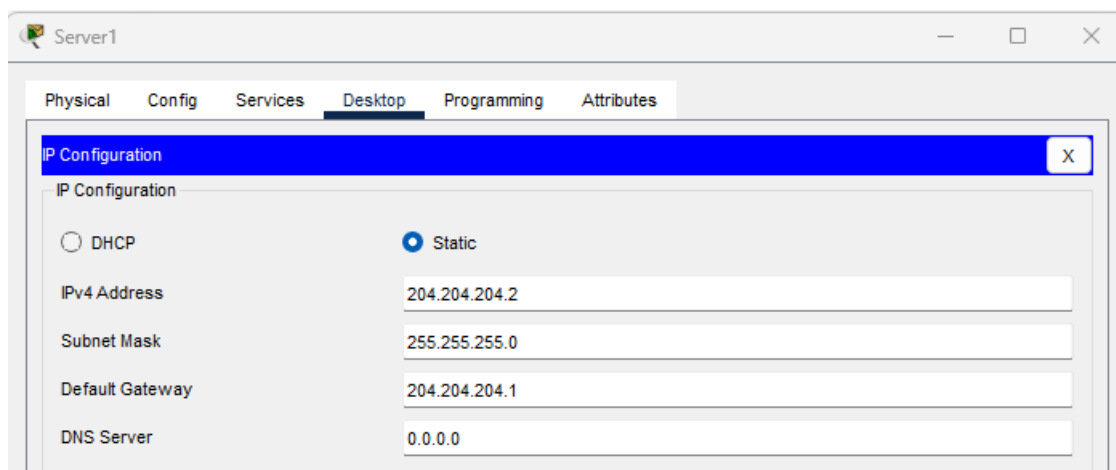 Server1
Physical Config Services Desktop Programming Attributes
IP Configuration X
IP Configuration
DHCP Static
IPv4 Address 204.204.204.2
Subnet Mask 255.255.255.0
Default Gateway 204.204.204.1
DNS Server 0.0.0.0